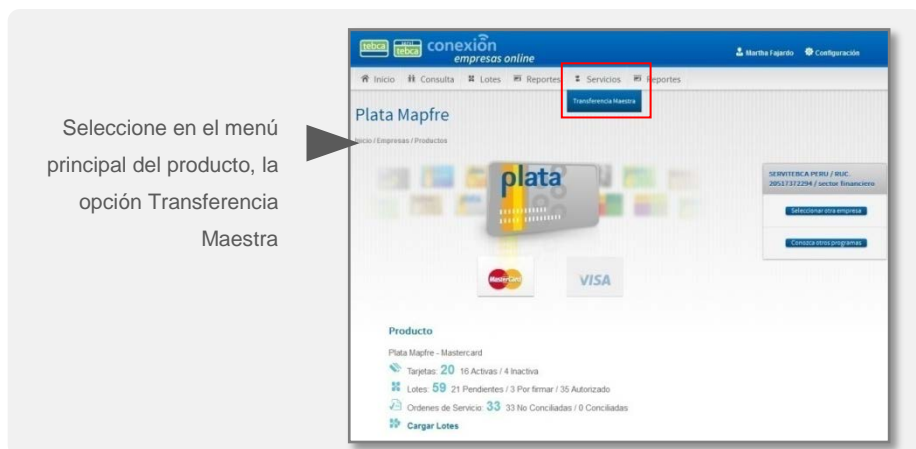 Seleccione en el menú
principal del producto, la
opción Transferencia
Maestra
tebca
tebca
conexión
empresas online
Martha Fajardo
Configuración
Inicio
Consulta
Lotes
Reportes
Servicios
Reportes
Transferencia Maestra
Plata Mapfre
Inicio / Empresas / Productos
plata
SERVITEBCA PERU / RUC.
20517372294 / sector financiero
Seleccionar otra empresa
Conozca otros programas
MasterCard
VISA
Producto
Plata Mapfre - Mastercard
Tarjetas: 20 16 Activas / 4 Inactiva
Lotes: 59 21 Pendientes / 3 Por firmar / 35 Autorizado
Ordenes de Servicio: 33 33 No Conciliadas / 0 Conciliadas
Cargar Lotes